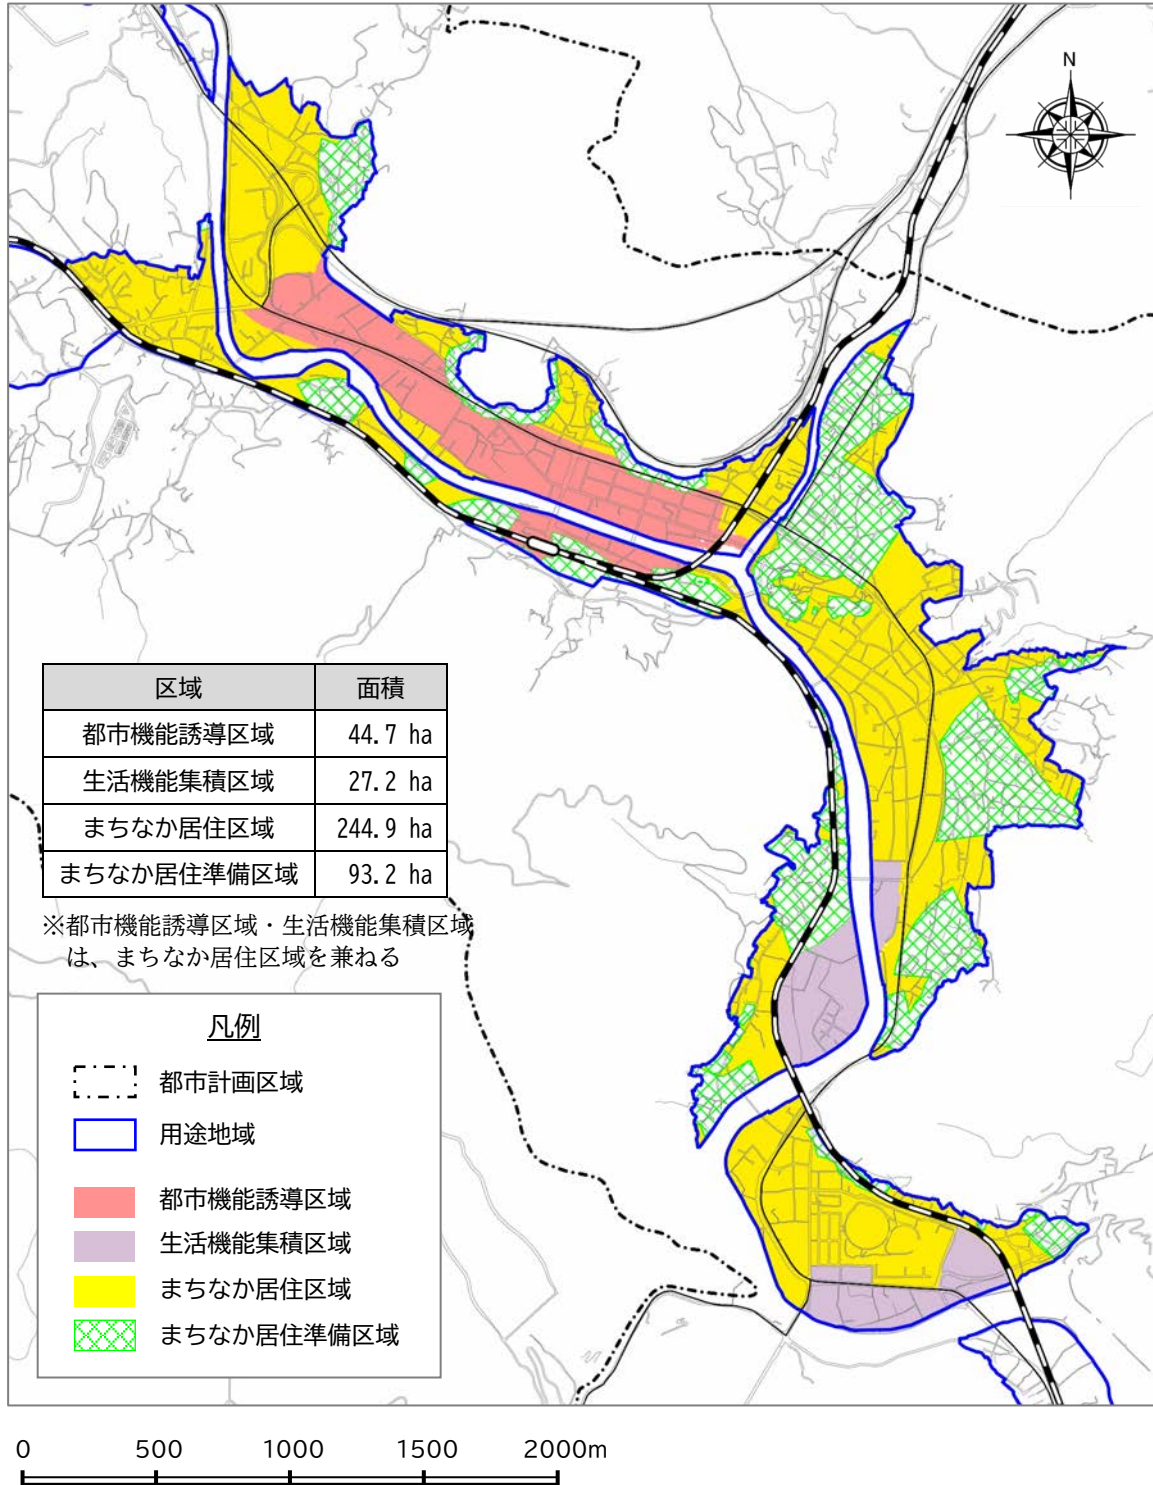 N
区域 面積
都市機能誘導区域 44.7 ha
生活機能集積区域 27.2 ha
まちなか居住区域 244.9 ha
まちなか居住準備区域 93.2 ha
※都市機能誘導区域・生活機能集積区域
は、まちなか居住区域を兼ねる
凡例
都市計画区域
用途地域
都市機能誘導区域
生活機能集積区域
まちなか居住区域
まちなか居住準備区域
0 500 1000 1500 2000m